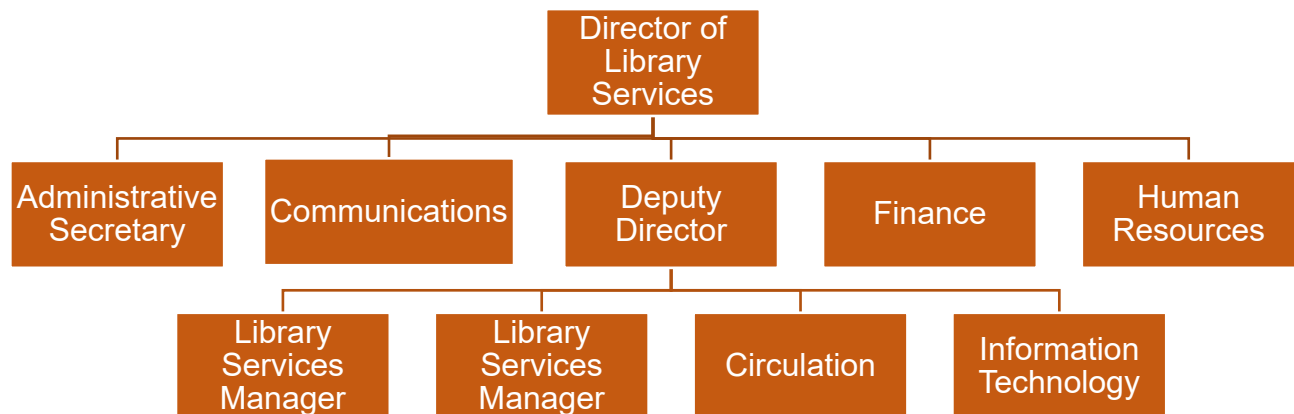 Director of
Library
Services
Administrative
Secretary
Communications
Deputy
Director
Finance
Human
Resources
Library
Services
Manager
Library
Services
Manager
Circulation
Information
Technology